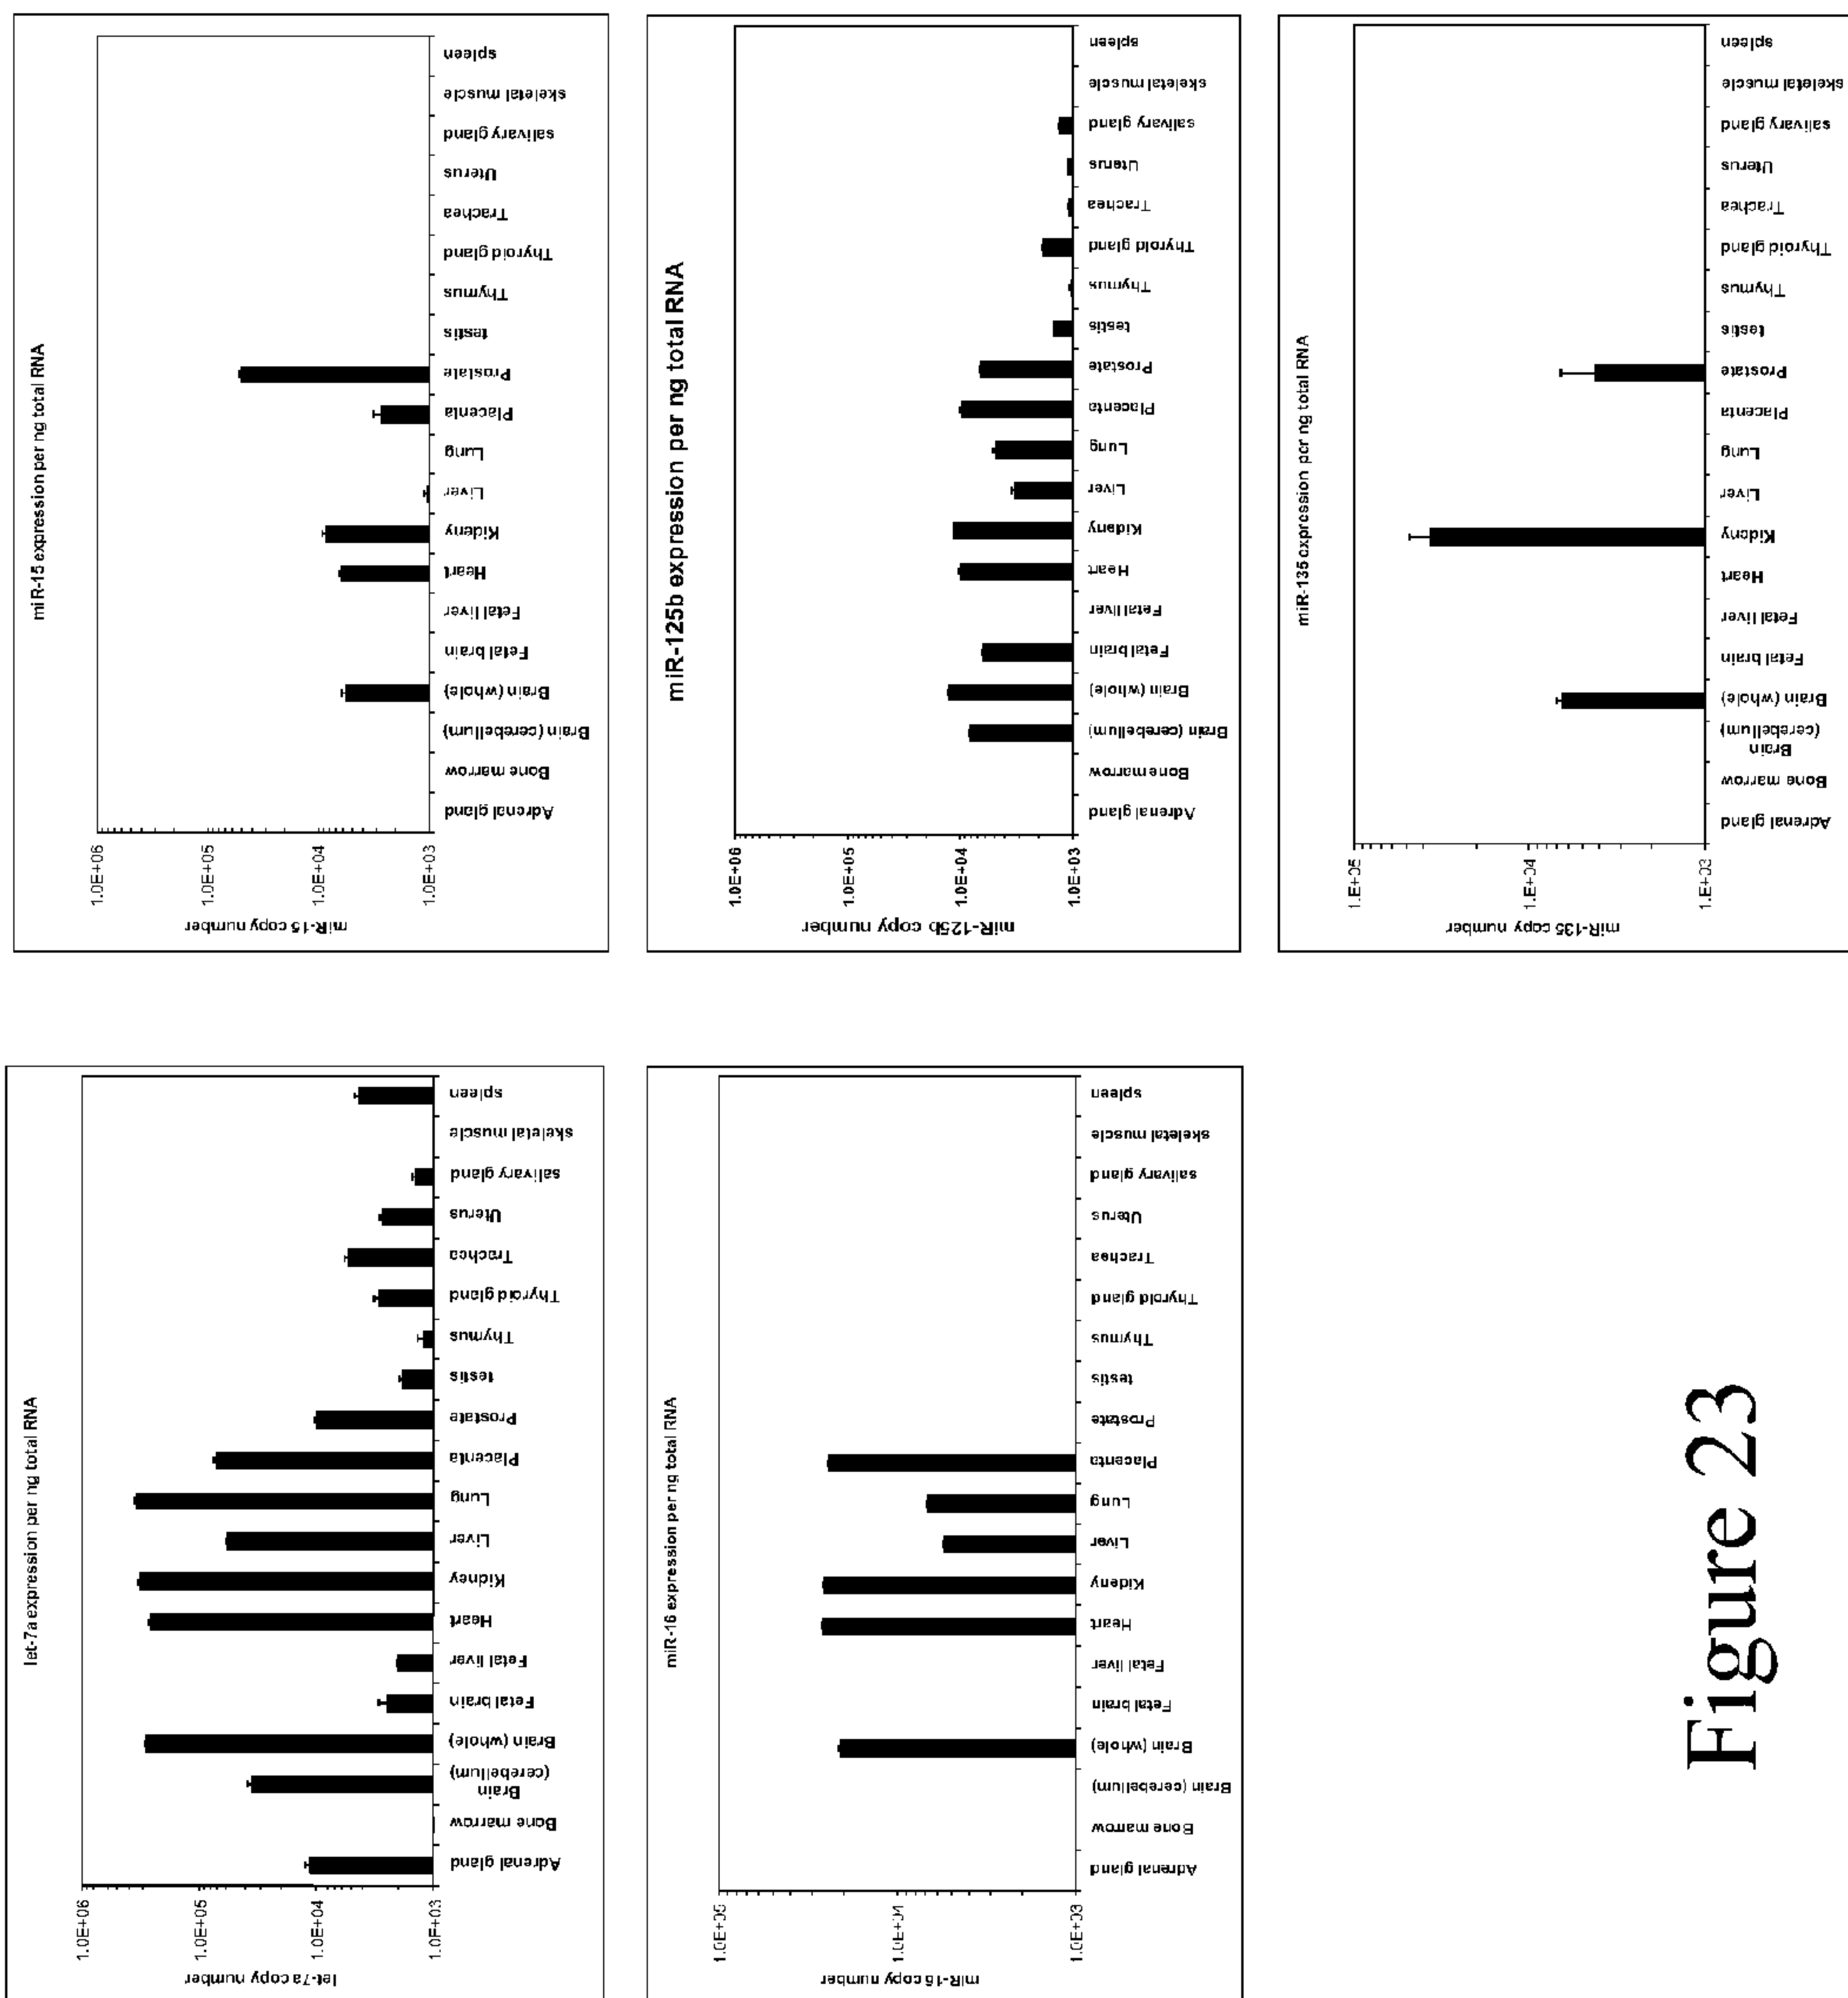 let-7a expression per ng total RNA
let-7a copy number
1.0E+06
1.0E+05
1.0E+04
1.0E+03
Adrenal gland
Bone marrow
Brain
(cerebellum)
Brain (whole)
Fetal brain
Fetal liver
Heart
Kidney
Liver
Lung
Placenta
Prostate
testis
Thymus
Thyroid gland
Trachea
Uterus
salivary gland
skeletal muscle
spleen
miR-15 expression per ng total RNA
miR-15 copy number
1.0E+06
1.0E+05
1.0E+04
1.0E+03
Adrenal gland
Bone marrow
Brain (cerebellum)
Brain (whole)
Fetal brain
Fetal liver
Heart
Kideny
Liver
Lung
Placenta
Prostate
testis
Thymus
Thyroid gland
Trachea
Uterus
salivary gland
skeletal muscle
spleen
miR-16 expression per ng total RNA
miR-16 copy number
1.0E+05
1.0E+04
1.0E+03
Adrenal gland
Bone marrow
Brain (cerebellum)
Brain (whole)
Fetal brain
Fetal liver
Heart
Kideny
Liver
Lung
Placenta
Prostate
testis
Thymus
Thyroid gland
Trachea
Uterus
salivary gland
skeletal muscle
spleen
miR-125b expression per ng total RNA
miR-125b copy number
1.0E+06
1.0E+05
1.0E+04
1.0E+03
Adrenal gland
Bone marrow
Brain (cerebellum)
Brain (whole)
Fetal brain
Fetal liver
Heart
Kideny
Liver
Lung
Placenta
Prostate
testis
Thymus
Thyroid gland
Trachea
Uterus
salivary gland
skeletal muscle
spleen
miR-135 expression per ng total RNA
miR-135 copy number
1.E+05
1.E+04
1.E+03
Adrenal gland
Bone marrow
Brain
(cerebellum)
Brain (whole)
Fetal brain
Fetal liver
Heart
Kideny
Liver
Lung
Placenta
Prostate
testis
Thymus
Thyroid gland
Trachea
Uterus
salivary gland
skeletal muscle
spleen
Figure 23